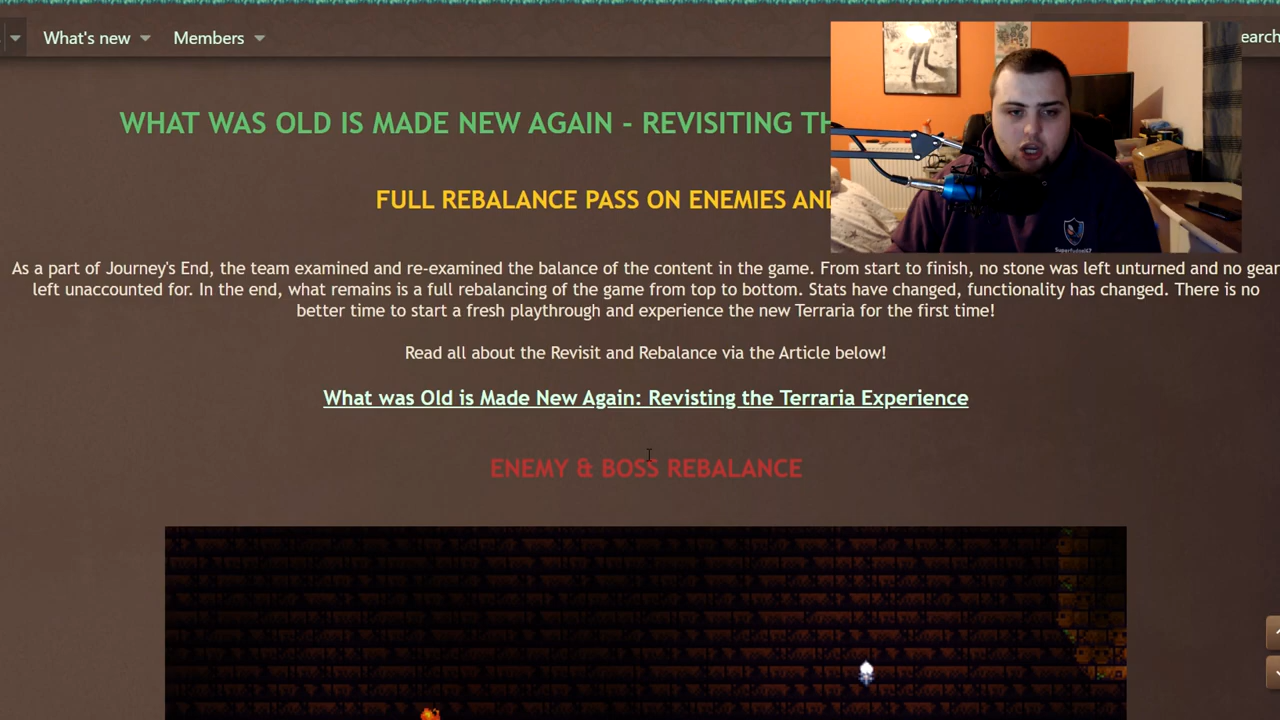 What's new
Members
earch
WHAT WAS OLD IS MADE NEW AGAIN - REVISITING TH
FULL REBALANCE PASS ON ENEMIES AND
As a part of Journey's End, the team examined and re-examined the balance of the content in the game. From start to finish, no stone was left unturned and no gear
left unaccounted for. In the end, what remains is a full rebalancing of the game from top to bottom. Stats have changed, functionality has changed. There is no
better time to start a fresh playthrough and experience the new Terraria for the first time!
Read all about the Revisit and Rebalance via the Article below!
What was Old is Made New Again: Revisting the Terraria Experience
ENEMY & BOSS REBALANCE